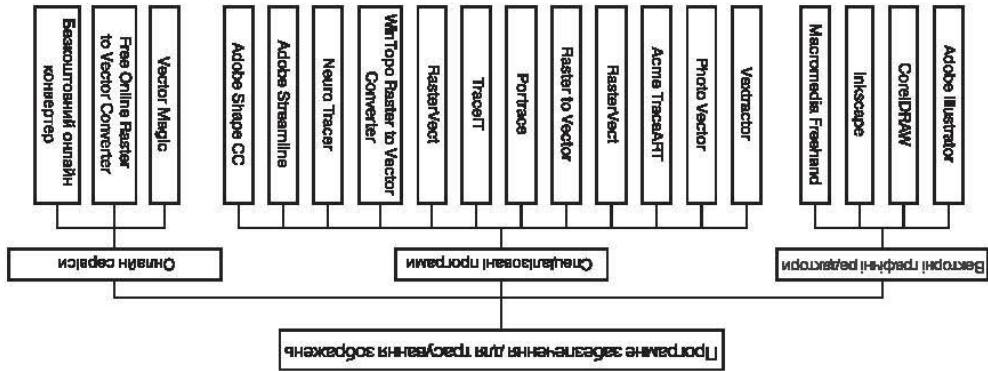 Програмне забезпечення для трасування зображень
Векторні графічні редактори
Спеціалізовані програми
Онлайн сервіси
Adobe Illustrator
CorelDRAW
Inkscape
Macromedia Freehand
Vextractor
Photo Vector
Acme TraceART
RasterVect
Raster to Vector
Portrace
TraceIT
RasterVect
WinTopo Raster to Vector
Converter
Neuro Tracer
Adobe Streamline
Adobe Shape CC
Vector Magic
Free Online Raster
to Vector Converter
Безкоштовний онлайн
конвертер